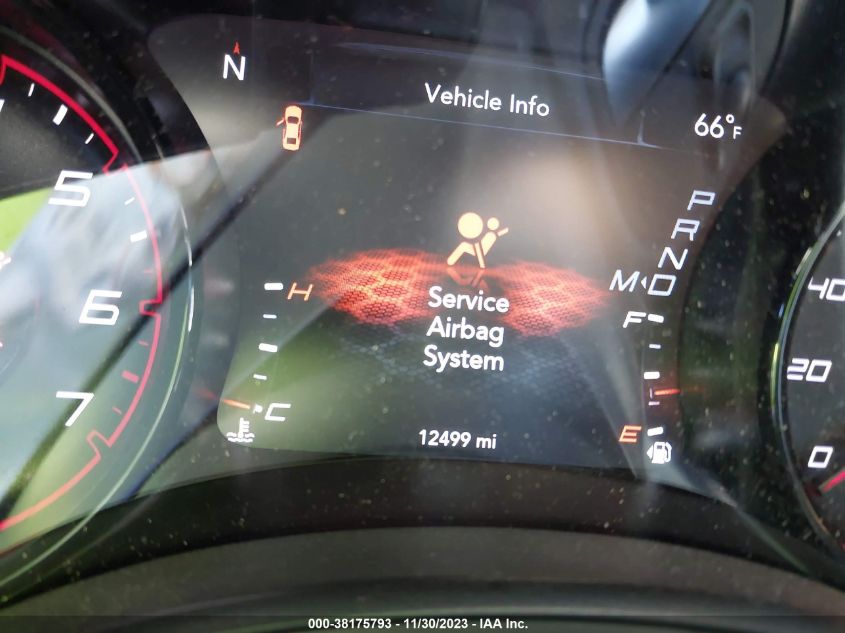 N
Vehicle Info
66°F
5
6
7
H
C
Service
Airbag
System
P
R
N
M D
F
E
12499 mi
40
20
0
000-38175793 - 11/30/2023 - IAA Inc.